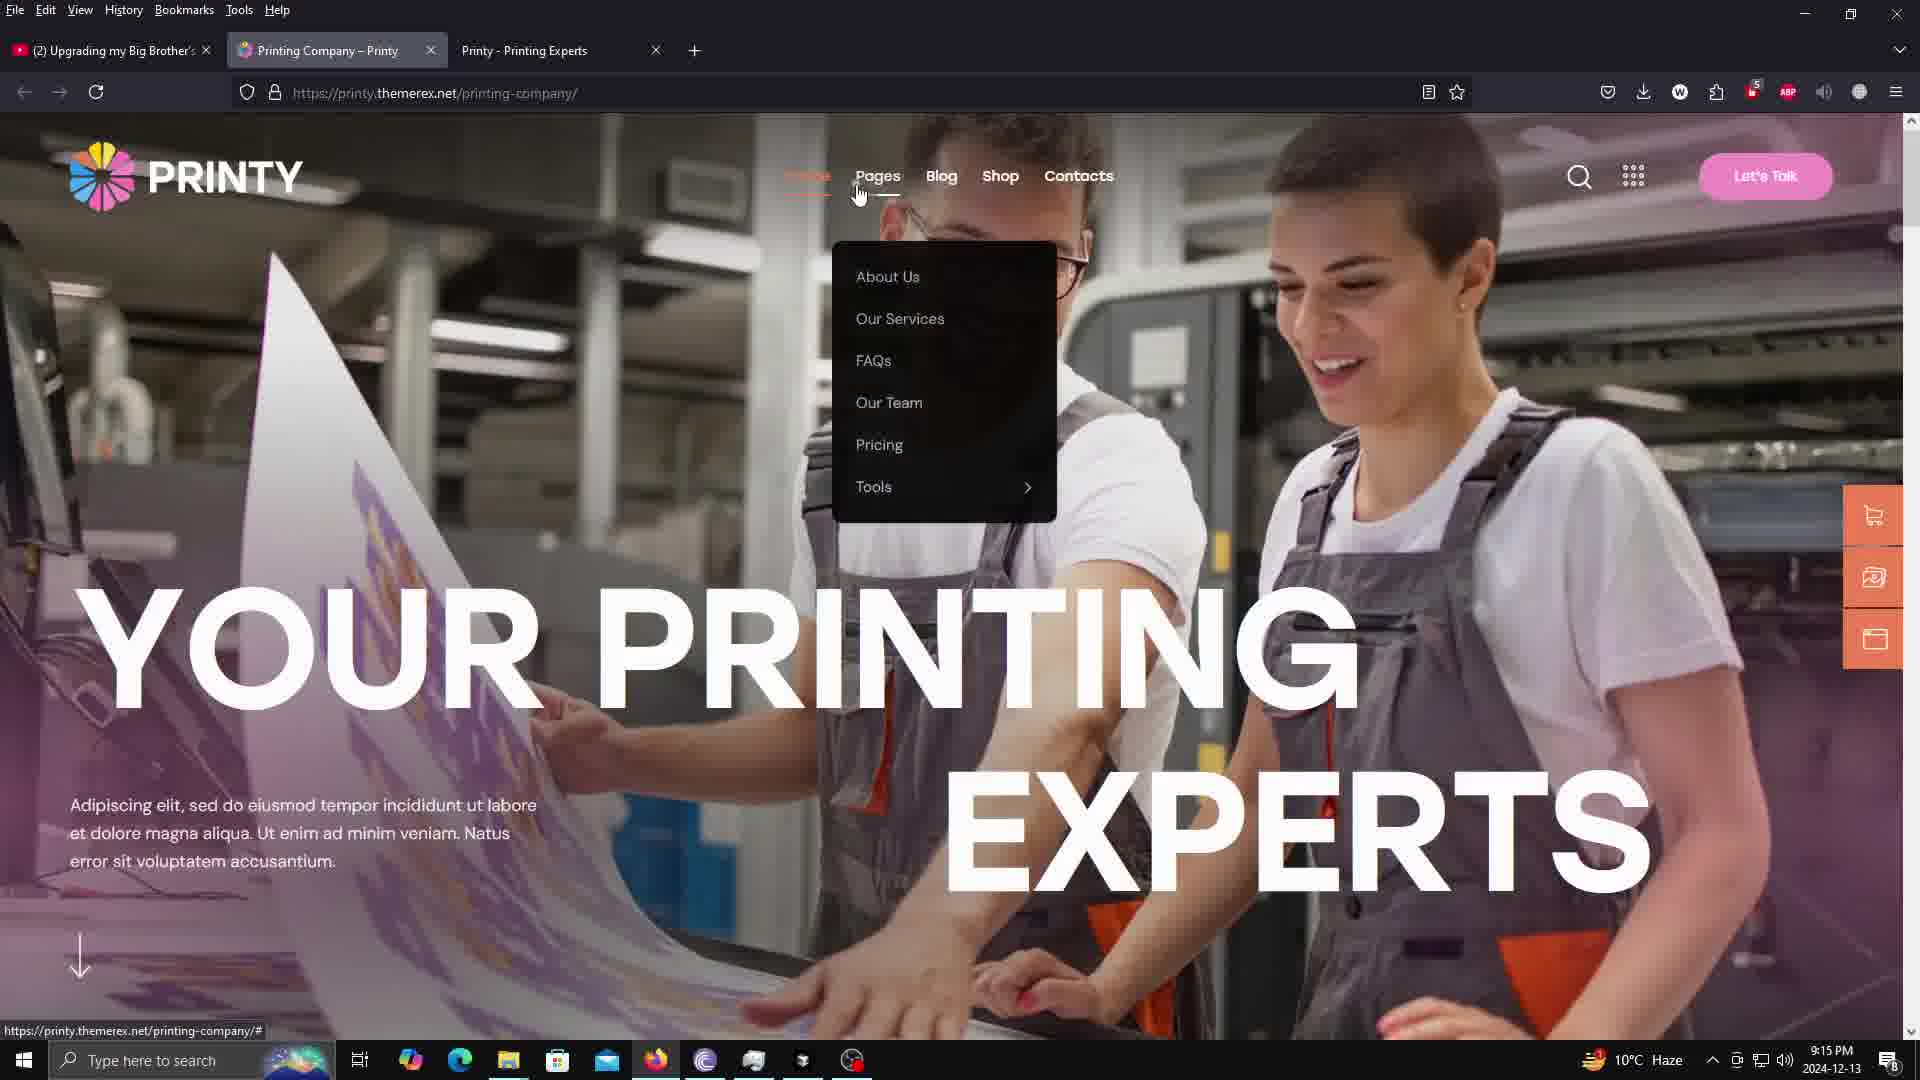 File Edit View History Bookmarks Tools Help
(2) Upgrading my Big Brother's
Printing Company – Printy
Printy - Printing Experts
https://printy.themerex.net/printing-company/
5
ABP
PRINTY
Home Pages Blog Shop Contacts
Let's Talk
About Us
Our Services
FAQs
Our Team
Pricing
Tools
YOUR PRINTING
EXPERTS
Adipiscing elit, sed do eiusmod tempor incididunt ut labore
et dolore magna aliqua. Ut enim ad minim veniam. Natus
error sit voluptatem accusantium.
https://printy.themerex.net/printing-company/#
Type here to search
1
10°C Haze
9:15 PM
2024-12-13
8